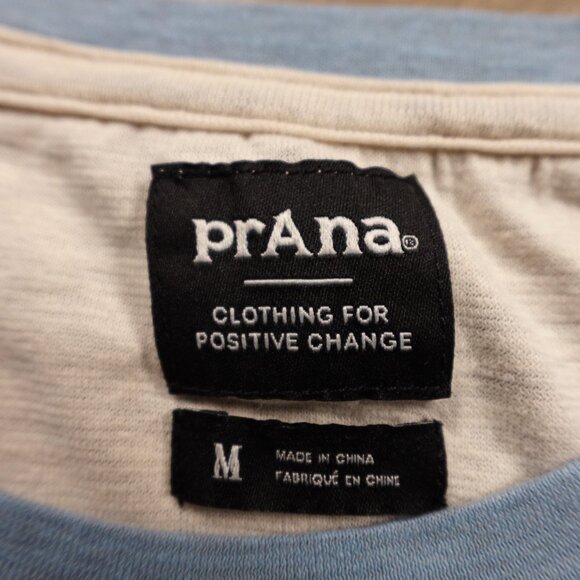 prAna®
CLOTHING FOR
POSITIVE CHANGE
M
MADE IN CHINA
FABRIQUÉ EN CHINE